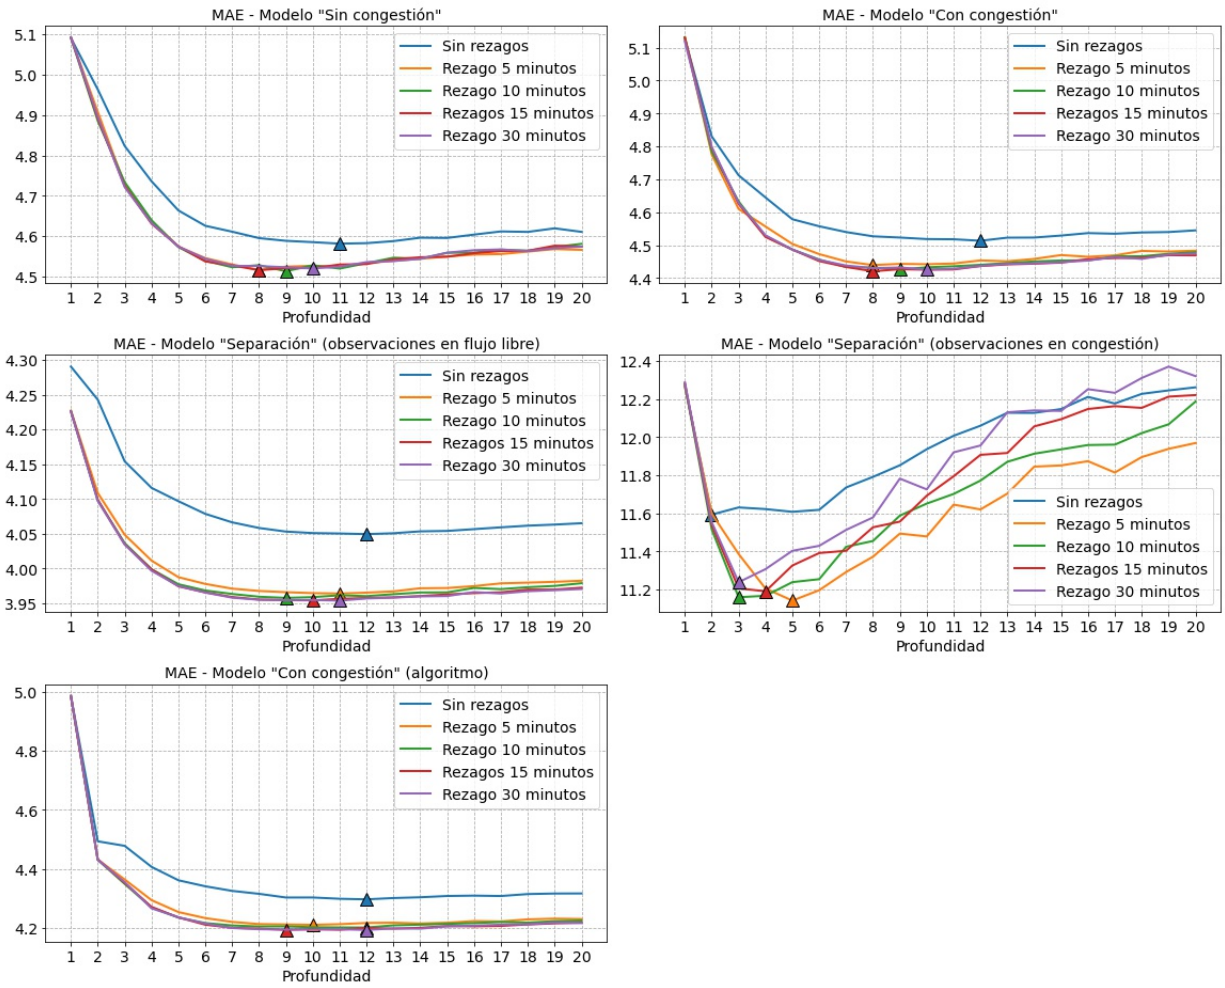 MAE - Modelo "Sin congestión"
5.1
5.0
4.9
4.8
4.7
4.6
4.5
Sin rezagos
Rezago 5 minutos
Rezago 10 minutos
Rezagos 15 minutos
Rezago 30 minutos
1 2 3 4 5 6 7 8 9 10 11 12 13 14 15 16 17 18 19 20
Profundidad
MAE - Modelo "Con congestión"
5.1
5.0
4.9
4.8
4.7
4.6
4.5
4.4
Sin rezagos
Rezago 5 minutos
Rezago 10 minutos
Rezagos 15 minutos
Rezago 30 minutos
1 2 3 4 5 6 7 8 9 10 11 12 13 14 15 16 17 18 19 20
Profundidad
MAE - Modelo "Separación" (observaciones en flujo libre)
4.30
4.25
4.20
4.15
4.10
4.05
4.00
3.95
Sin rezagos
Rezago 5 minutos
Rezago 10 minutos
Rezagos 15 minutos
Rezago 30 minutos
1 2 3 4 5 6 7 8 9 10 11 12 13 14 15 16 17 18 19 20
Profundidad
MAE - Modelo "Separación" (observaciones en congestión)
12.4
12.2
12.0
11.8
11.6
11.4
11.2
Sin rezagos
Rezago 5 minutos
Rezago 10 minutos
Rezagos 15 minutos
Rezago 30 minutos
1 2 3 4 5 6 7 8 9 10 11 12 13 14 15 16 17 18 19 20
Profundidad
MAE - Modelo "Con congestión" (algoritmo)
5.0
4.8
4.6
4.4
4.2
Sin rezagos
Rezago 5 minutos
Rezago 10 minutos
Rezagos 15 minutos
Rezago 30 minutos
1 2 3 4 5 6 7 8 9 10 11 12 13 14 15 16 17 18 19 20
Profundidad